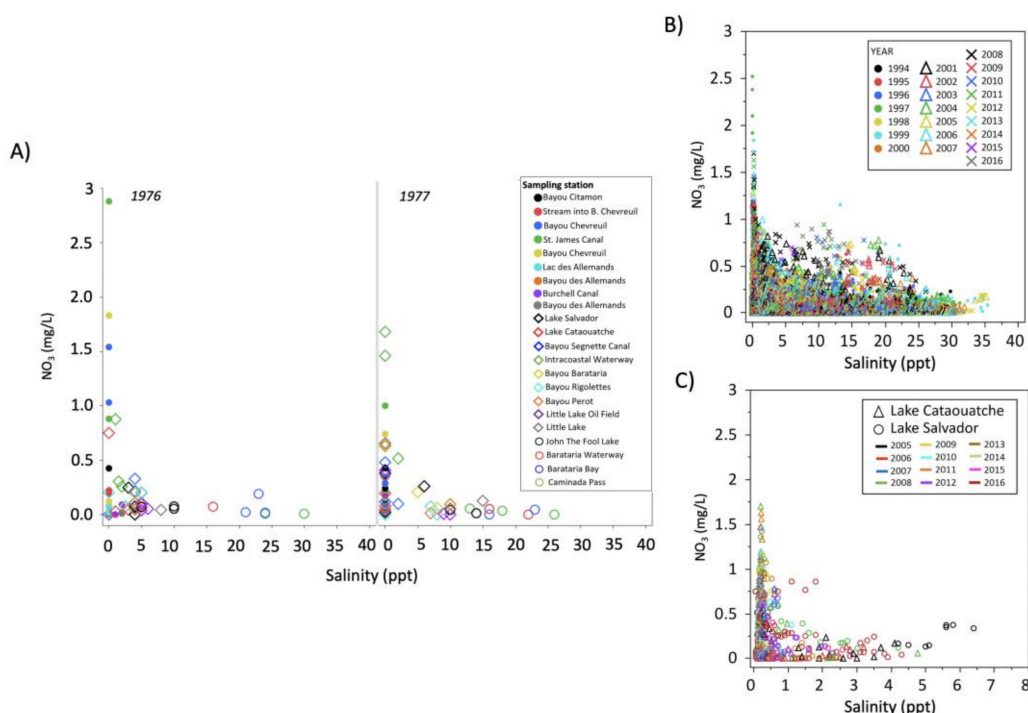 A)
1976
1977
NO3 (mg/L)
3
2.5
2.0
1.5
1.0
0.5
0.0
0 5 10 15 20 25 30 35 40
0 5 10 15 20 25 30 35 40
Salinity (ppt)
Sampling station
Bayou Citamon
Stream into B. Chevreuil
Bayou Chevreuil
St. James Canal
Bayou Chevreuil
Lac des Allemands
Bayou des Allemands
Burchell Canal
Bayou des Allemands
Lake Salvador
Lake Cataouatche
Bayou Segnette Canal
Intracoastal Waterway
Bayou Barataria
Bayou Rigolettes
Bayou Perot
Little Lake Oil Field
Little Lake
John The Fool Lake
Barataria Waterway
Barataria Bay
Caminada Pass
B)
NO3 (mg/L)
3
2.5
2
1.5
1
0.5
0
0 5 10 15 20 25 30 35 40
Salinity (ppt)
YEAR
1994
1995
1996
1997
1998
1999
2000
2001
2002
2003
2004
2005
2006
2007
2008
2009
2010
2011
2012
2013
2014
2015
2016
C)
NO3 (mg/L)
3
2.5
2
1.5
1
0.5
0
0 1 2 3 4 5 6 7 8
Salinity (ppt)
Lake Cataouatche
Lake Salvador
2005 2009 2013
2006 2010 2014
2007 2011 2015
2008 2012 2016